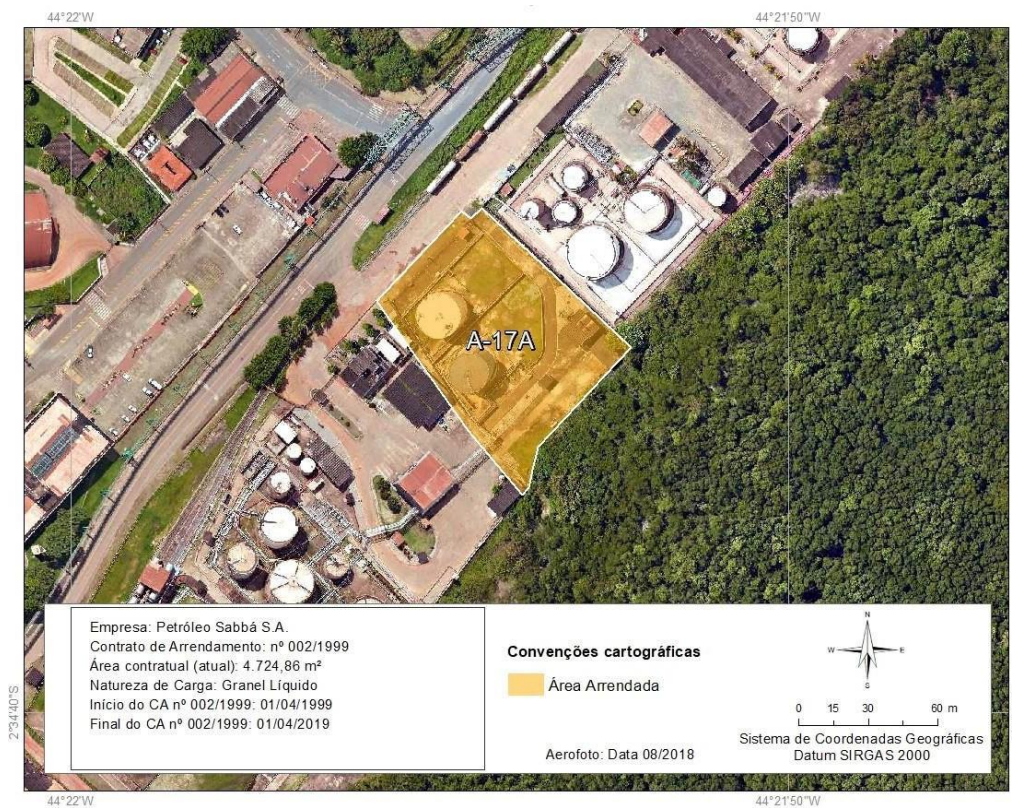 44°22'W
44°21'50"W
A-17A
Empresa: Petróleo Sabbá S.A.
Contrato de Arrendamento: nº 002/1999
Área contratual (atual): 4.724,86 m²
Natureza de Carga: Granel Líquido
Início do CA nº 002/1999: 01/04/1999
Final do CA nº 002/1999: 01/04/2019
Convenções cartográficas
Área Arrendada
Aerofoto: Data 08/2018
N
W
E
S
0 15 30 60 m
Sistema de Coordenadas Geográficas
Datum SIRGAS 2000
2°34'40"S
44°22'W
44°21'50"W